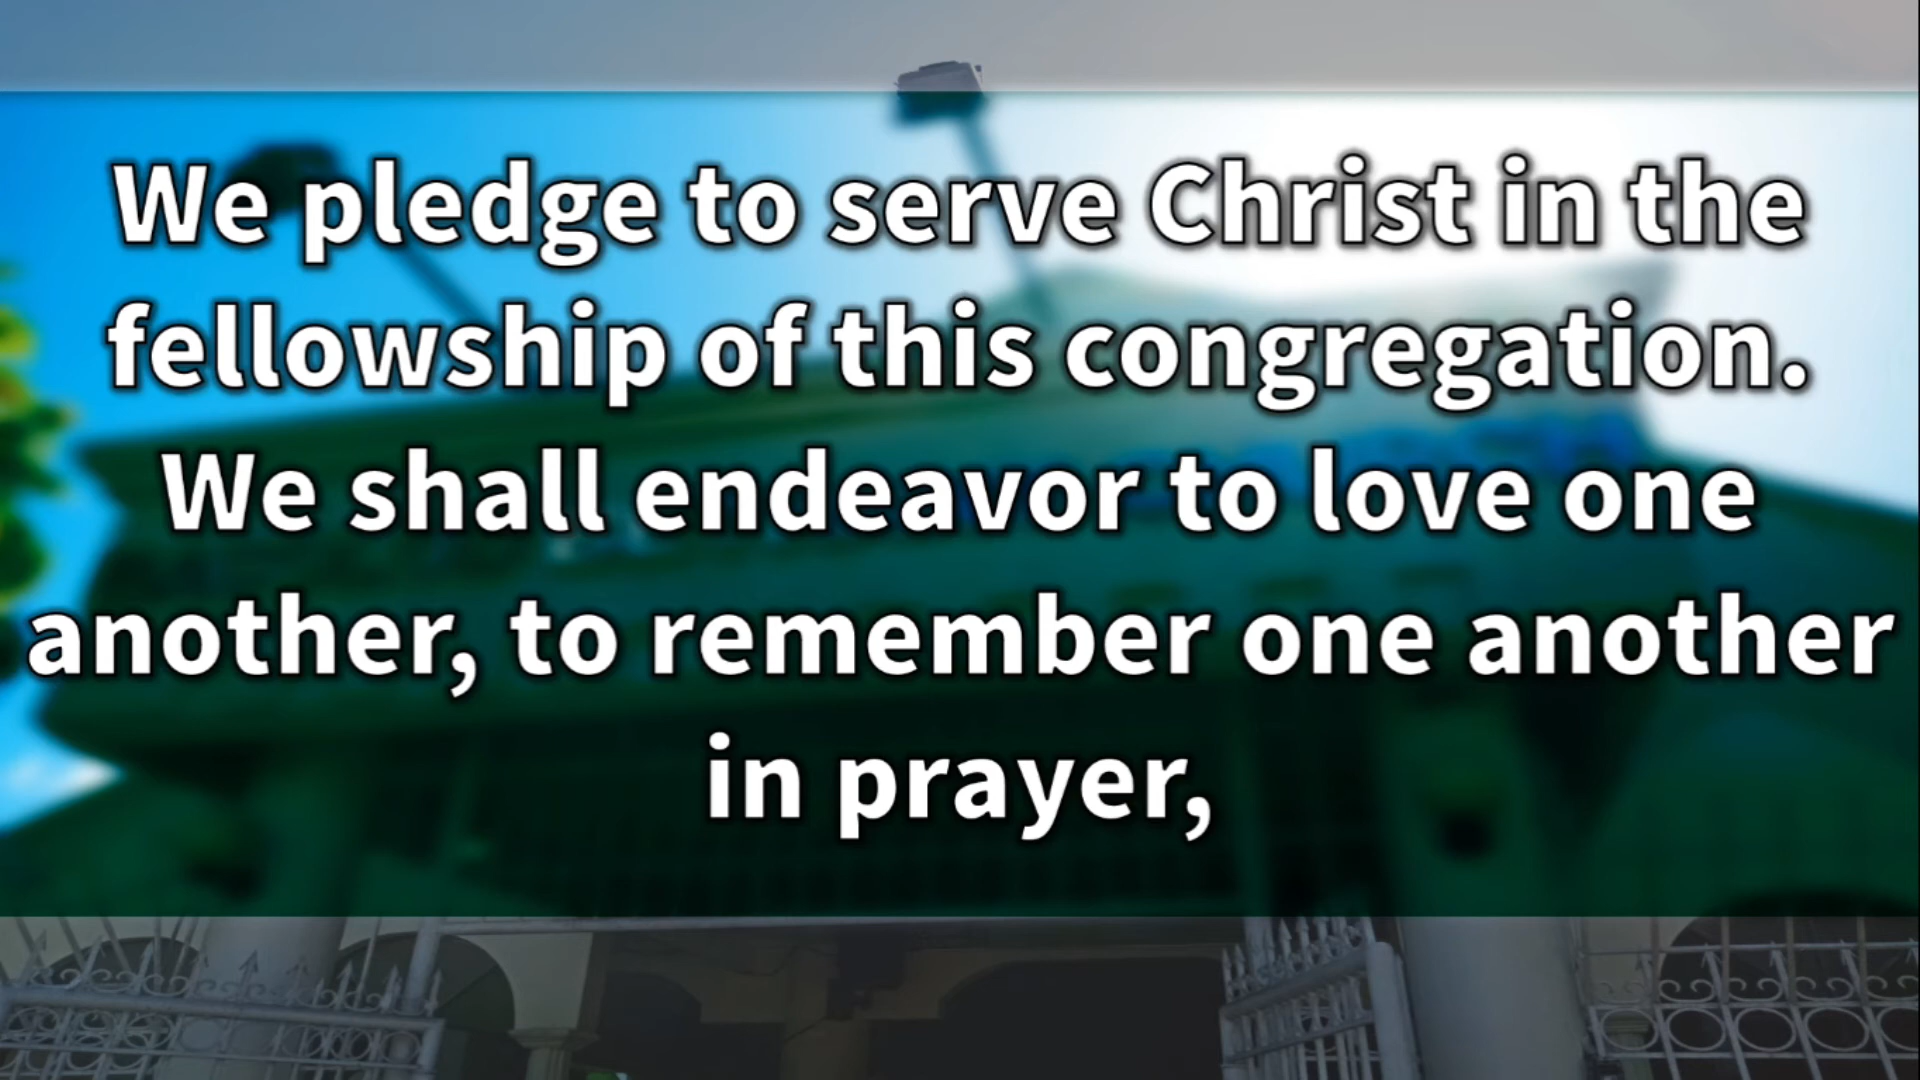 We pledge to serve Christ in the
fellowship of this congregation.
We shall endeavor to love one
another, to remember one another
in prayer,